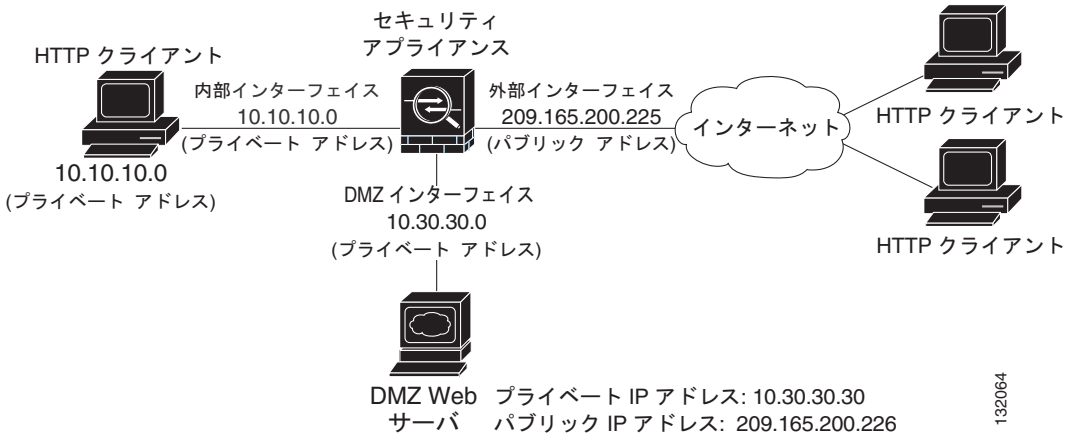 セキュリティ
アプライアンス
HTTP クライアント
内部インターフェイス
10.10.10.0
(プライベート アドレス)
外部インターフェイス
209.165.200.225
(パブリック アドレス)
インターネット
HTTP クライアント
10.10.10.0
(プライベート アドレス)
DMZ インターフェイス
10.30.30.0
(プライベート アドレス)
HTTP クライアント
DMZ Web
サーバ
プライベート IP アドレス: 10.30.30.30
パブリック IP アドレス: 209.165.200.226
132064